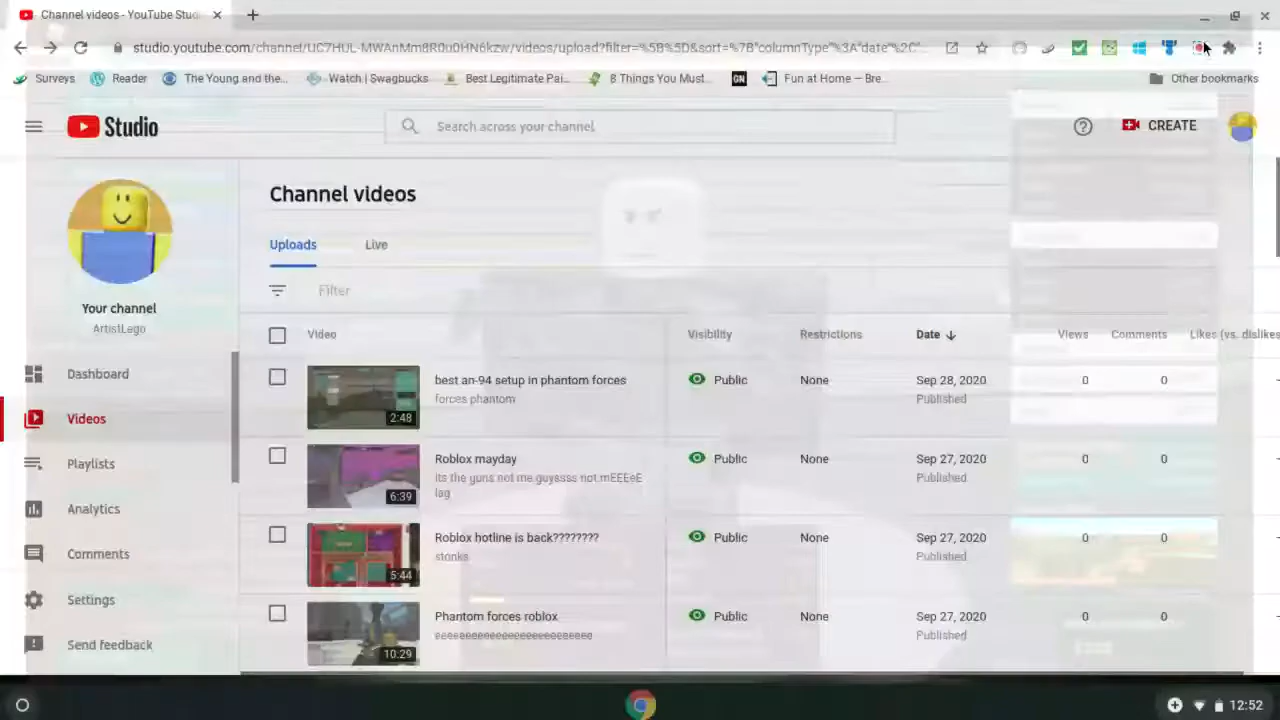 Channel videos - YouTube Stud
studio.youtube.com/channel/UC7HUL-MWAnMm8R0u0HN6kzw/videos/upload?filter=%5B%5D&sort=%7B"columnType"%3A"date"%2C"...
Surveys Reader The Young and the... Watch | Swagbucks Best Legitimate Pai... 8 Things You Must... GN Fun at Home – Bre... Other bookmarks
Studio
Search across your channel
CREATE
Channel videos
Uploads Live
Filter
Your channel
ArtistLego
Dashboard
Videos
Playlists
Analytics
Comments
Settings
Send feedback
Video Visibility Restrictions Date Views Comments Likes (vs. dislikes
best an-94 setup in phantom forces Public None Sep 28, 2020 0 0
forces phantom Published
2:48
Roblox mayday Public None Sep 27, 2020 0 0
its the guns not me guyssss not.mEEEeE Published
lag
6:39
Roblox hotline is back???????? Public None Sep 27, 2020 0 0
stonks Published
5:44
Phantom forces roblox Public None Sep 27, 2020 0 0
Published
10:29
12:52